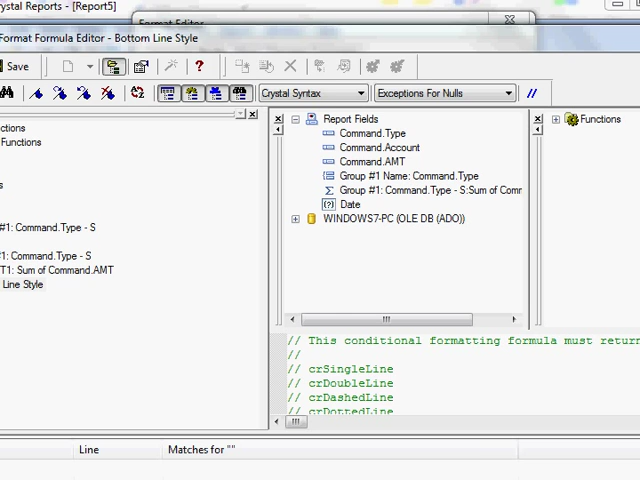 ystal Reports - [Report5]
Format Editor
Format Formula Editor - Bottom Line Style
Save
Crystal Syntax
Exceptions For Nulls
//
ctions
Functions
s
#1: Command.Type - S
#1: Command.Type - S
T1: Sum of Command.AMT
Line Style
Report Fields
Command.Type
Command.Account
Command.AMT
Group #1 Name: Command.Type
Group #1: Command.Type - S:Sum of Comm
Date
WINDOWS7-PC (OLE DB (ADO))
Functions
// This conditional formatting formula must return
//
// crSingleLine
// crDoubleLine
// crDashedLine
// crDottedLine
Line
Matches for ""